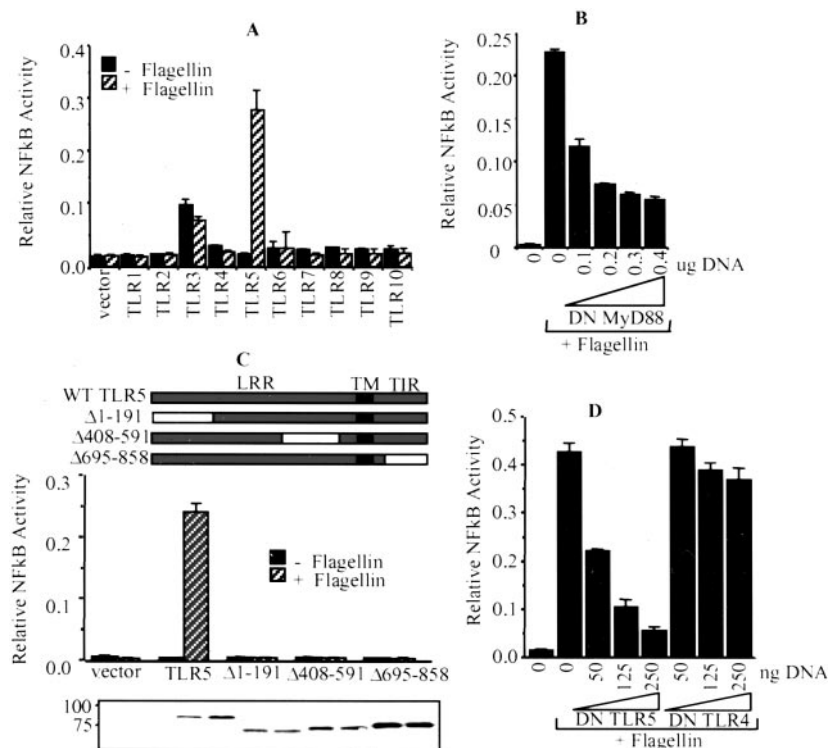 A
Relative NFkB Activity
0.4
0.3
0.2
0.1
0.0
- Flagellin
+ Flagellin
vector
TLR1
TLR2
TLR3
TLR4
TLR5
TLR6
TLR7
TLR8
TLR9
TLR10
B
Relative NFkB Activity
0.25
0.20
0.15
0.10
0.05
0
0 0 0.1 0.2 0.3 0.4 ug DNA
DN MyD88
+ Flagellin
C
LRR TM TIR
WT TLR5
Δ1-191
Δ408-591
Δ695-858
Relative NFkB Activity
0.3
0.2
0.1
0.0
- Flagellin
+ Flagellin
vector TLR5 Δ1-191 Δ408-591 Δ695-858
100
75
D
Relative NFkB Activity
0.5
0.4
0.3
0.2
0.1
0.0
0 0 50 125 250 50 125 250 ng DNA
DN TLR5 DN TLR4
+ Flagellin